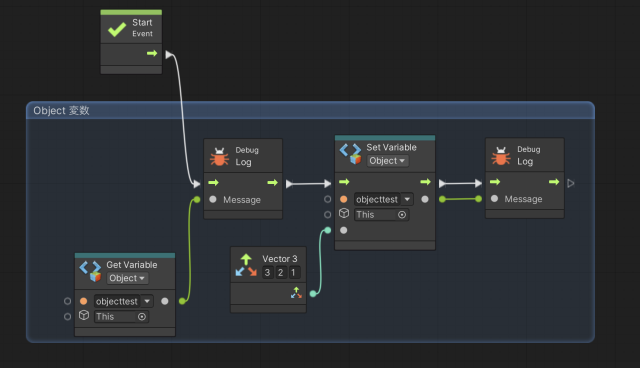 Start
Event
Object 変数
Debug
Log
Message
Set Variable
Object
objecttest
This
Debug
Log
Message
Get Variable
Object
objecttest
This
Vector 3
3 2 1